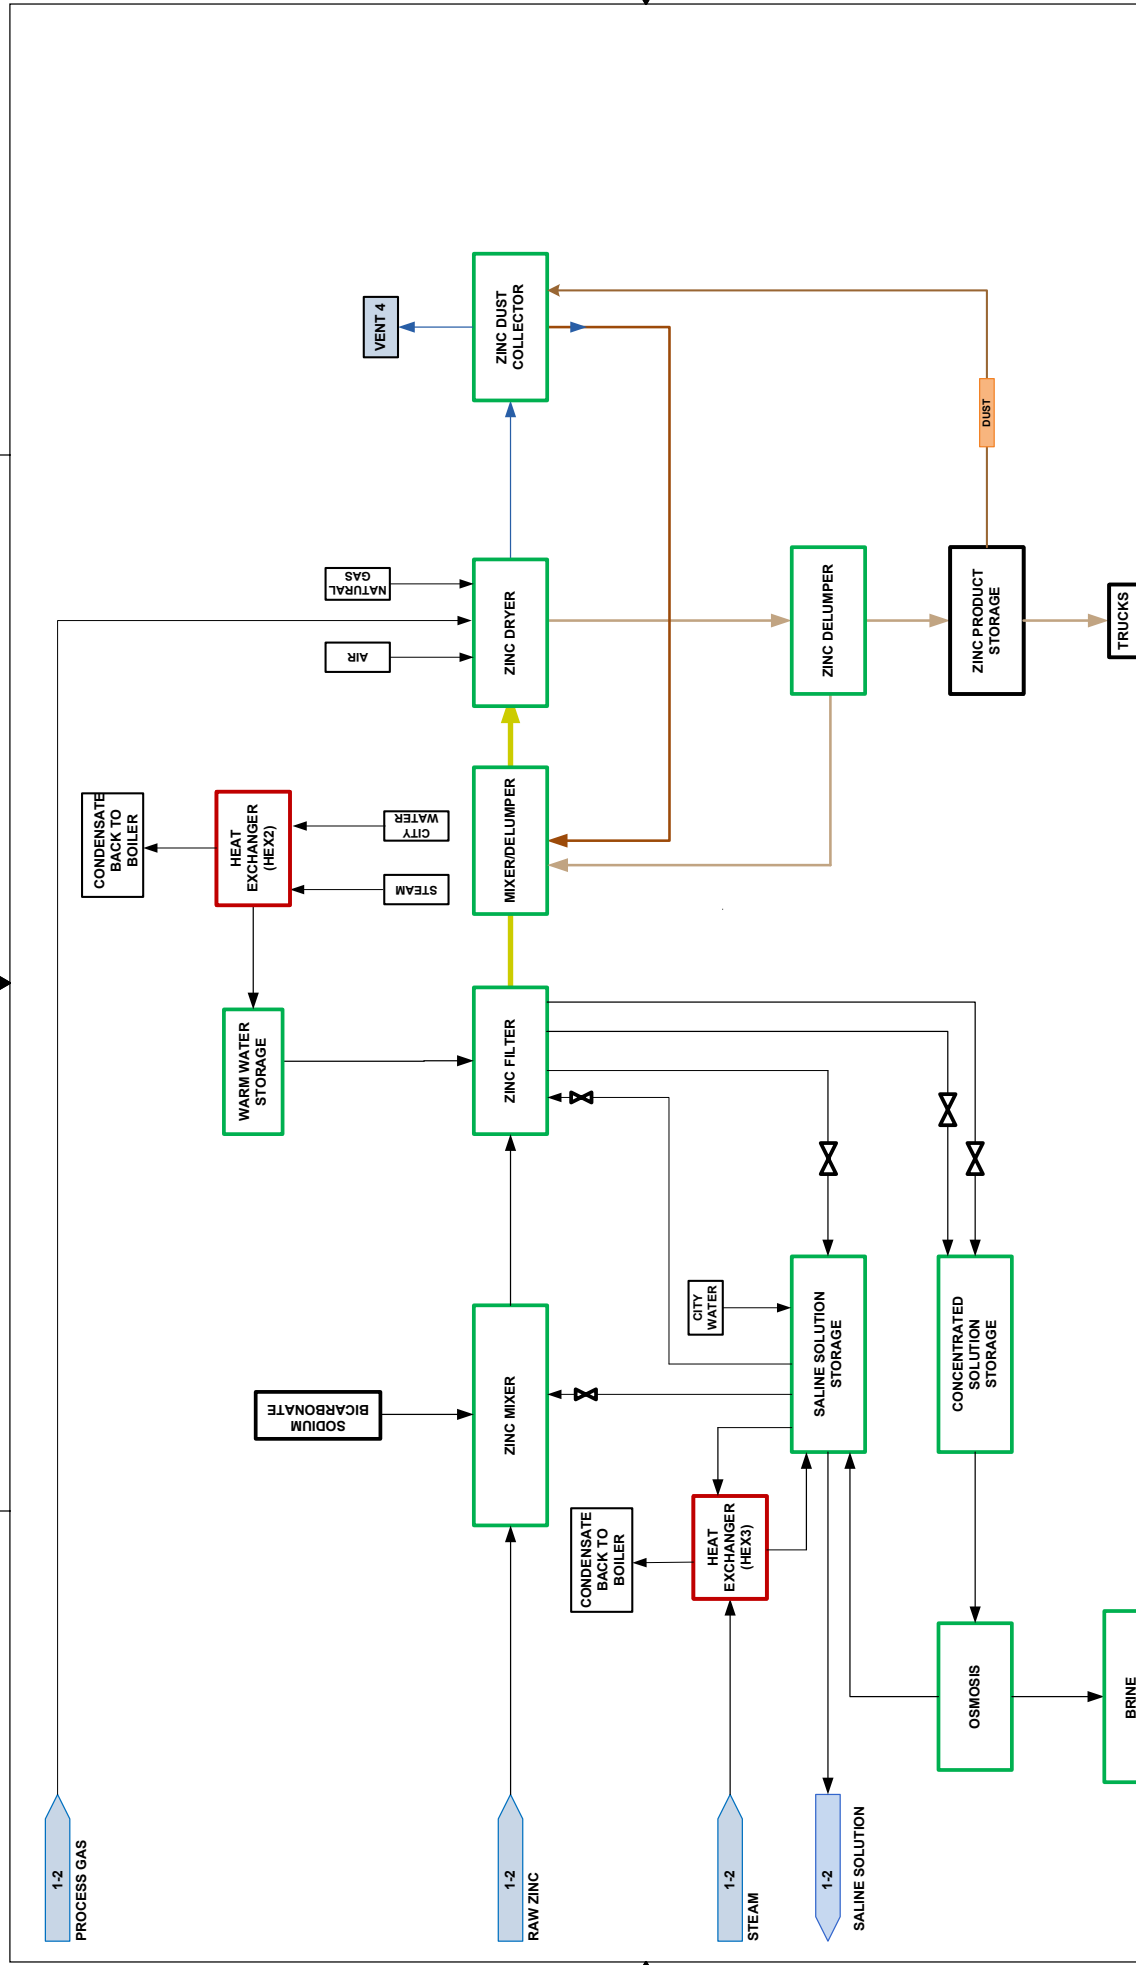 1-2
PROCESS GAS
1-2
RAW ZINC
1-2
STEAM
1-2
SALINE SOLUTION
CONDENSATE
BACK TO
BOILER
HEAT
EXCHANGER
(HEX2)
CITY
WATER
STEAM
WARM WATER
STORAGE
SODIUM
BICARBONATE
ZINC MIXER
ZINC FILTER
MIXER/DELUMPER
AIR
NATURAL
GAS
ZINC DRYER
VENT 4
ZINC DUST
COLLECTOR
CONDENSATE
BACK TO
BOILER
HEAT
EXCHANGER
(HEX3)
CITY
WATER
SALINE SOLUTION
STORAGE
ZINC DELUMPER
OSMOSIS
CONCENTRATED
SOLUTION
STORAGE
ZINC PRODUCT
STORAGE
DUST
BRINE
TRUCKS